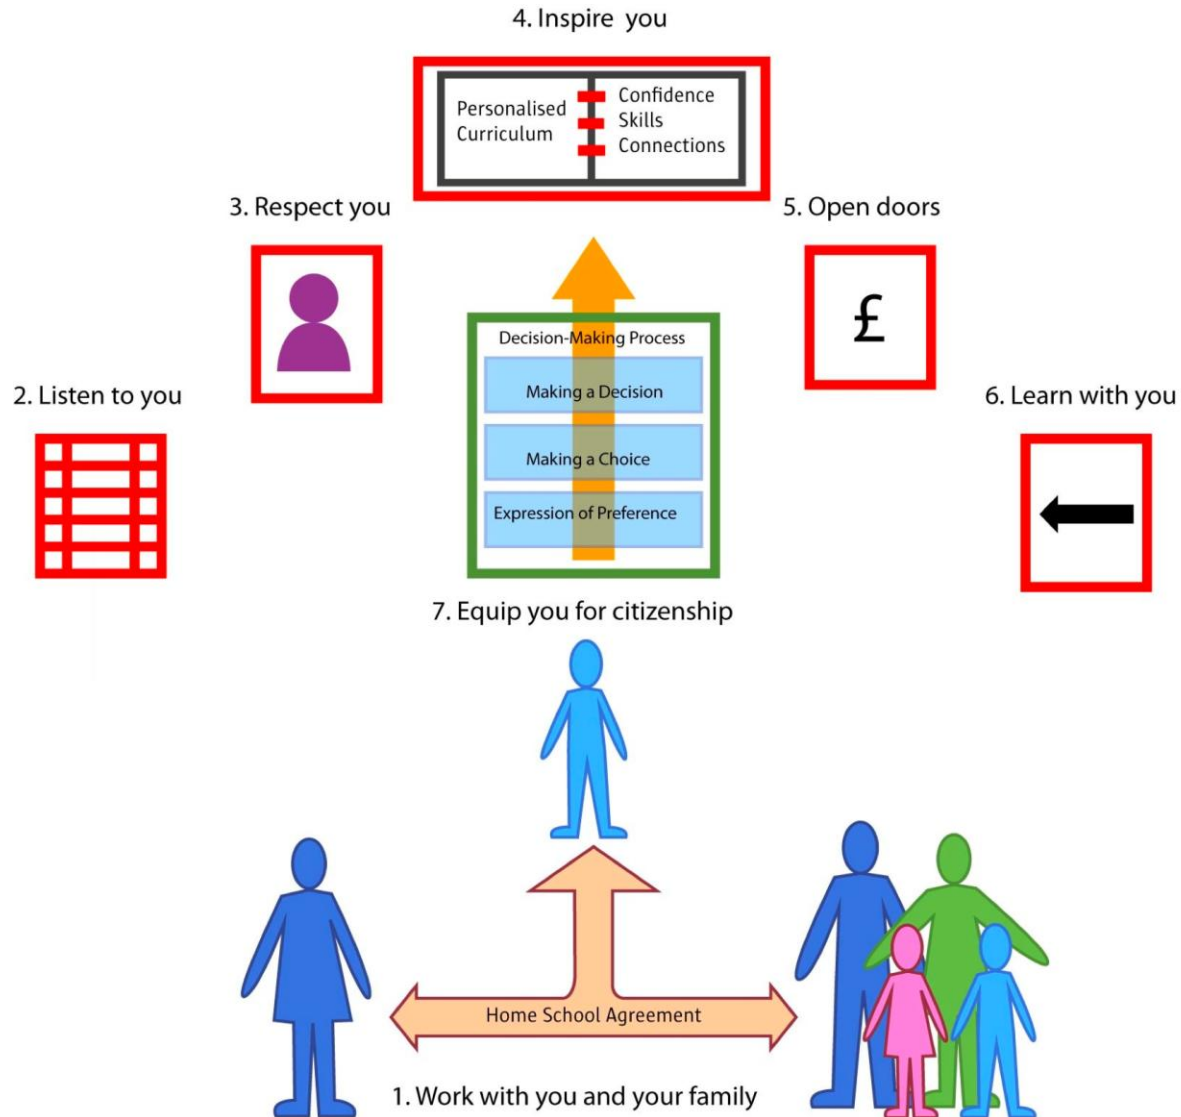 4. Inspire you
Personalised
Curriculum
Confidence
Skills
Connections
3. Respect you
5. Open doors
£
2. Listen to you
6. Learn with you
Decision-Making Process
Making a Decision
Making a Choice
Expression of Preference
7. Equip you for citizenship
Home School Agreement
1. Work with you and your family